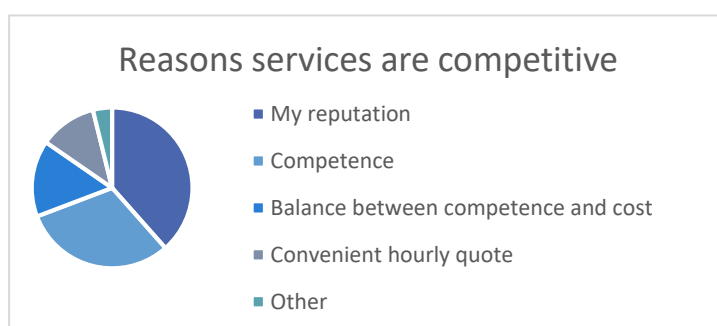 Reasons services are competitive
My reputation
Competence
Balance between competence and cost
Convenient hourly quote
Other